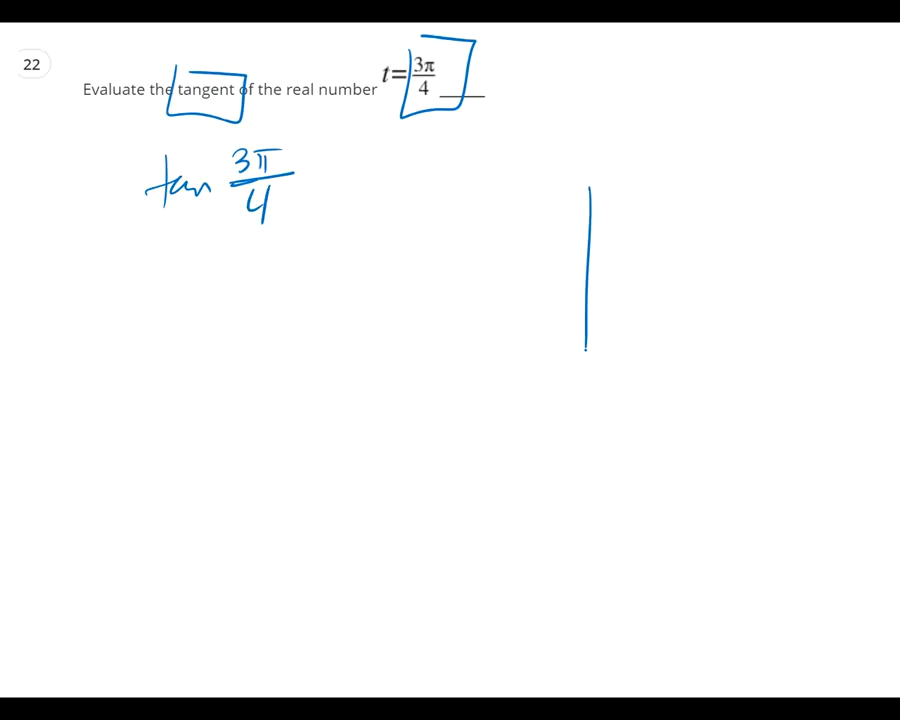 22
Evaluate the tangent of the real number t = 3π/4 ____
tan 3π/4